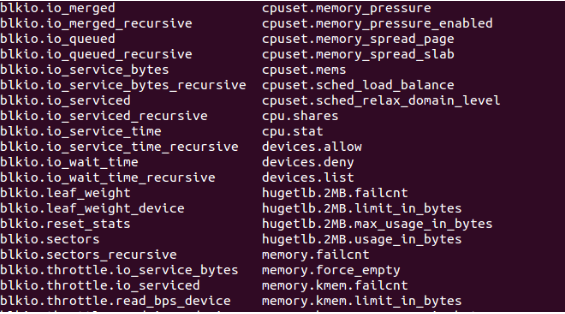 blkio.io_merged cpuset.memory_pressure
blkio.io_merged_recursive cpuset.memory_pressure_enabled
blkio.io_queued cpuset.memory_spread_page
blkio.io_queued_recursive cpuset.memory_spread_slab
blkio.io_service_bytes cpuset.mems
blkio.io_service_bytes_recursive cpuset.sched_load_balance
blkio.io_serviced cpuset.sched_relax_domain_level
blkio.io_serviced_recursive cpu.shares
blkio.io_service_time cpu.stat
blkio.io_service_time_recursive devices.allow
blkio.io_wait_time devices.deny
blkio.io_wait_time_recursive devices.list
blkio.leaf_weight hugetlb.2MB.failcnt
blkio.leaf_weight_device hugetlb.2MB.limit_in_bytes
blkio.reset_stats hugetlb.2MB.max_usage_in_bytes
blkio.sectors hugetlb.2MB.usage_in_bytes
blkio.sectors_recursive memory.failcnt
blkio.throttle.io_service_bytes memory.force_empty
blkio.throttle.io_serviced memory.kmem.failcnt
blkio.throttle.read_bps_device memory.kmem.limit_in_bytes